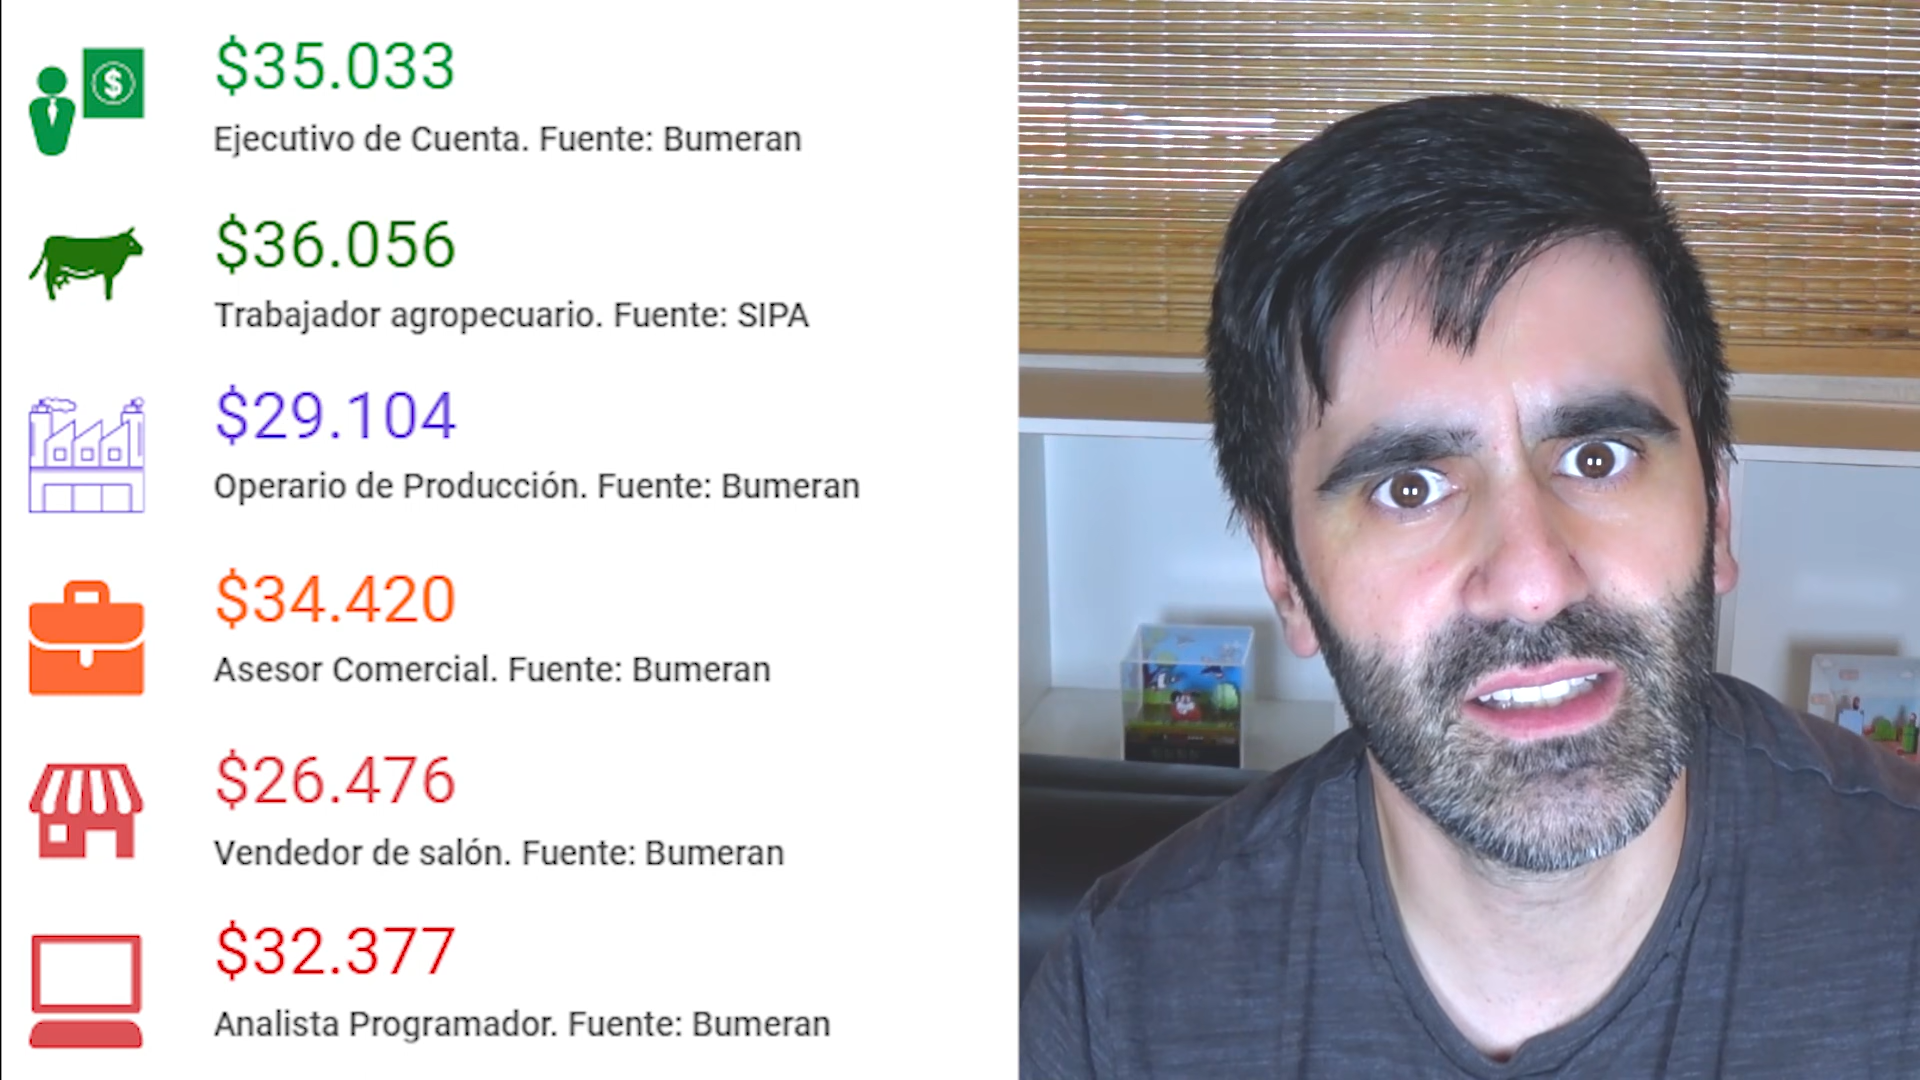 $35.033
Ejecutivo de Cuenta. Fuente: Bumeran
$36.056
Trabajador agropecuario. Fuente: SIPA
$29.104
Operario de Producción. Fuente: Bumeran
$34.420
Asesor Comercial. Fuente: Bumeran
$26.476
Vendedor de salón. Fuente: Bumeran
$32.377
Analista Programador. Fuente: Bumeran